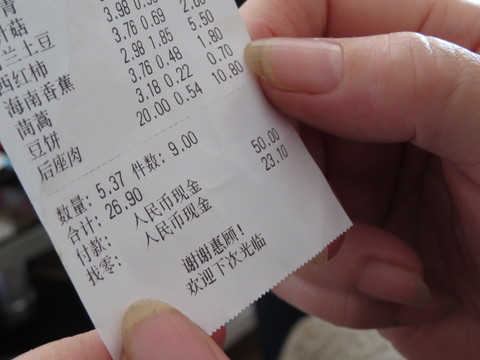 菇
兰土豆 3.98
西红柿 3.76 0.69
海南香蕉 2.98 1.85 5.50
茼蒿 3.76 0.48 1.80
豆饼 3.18 0.22 0.70
后座肉 20.00 0.54 10.80
数量: 5.37 件数: 9.00
合计: 26.90
付款: 人民币现金 50.00
找零: 人民币现金 23.10
谢谢惠顾!
欢迎下次光临